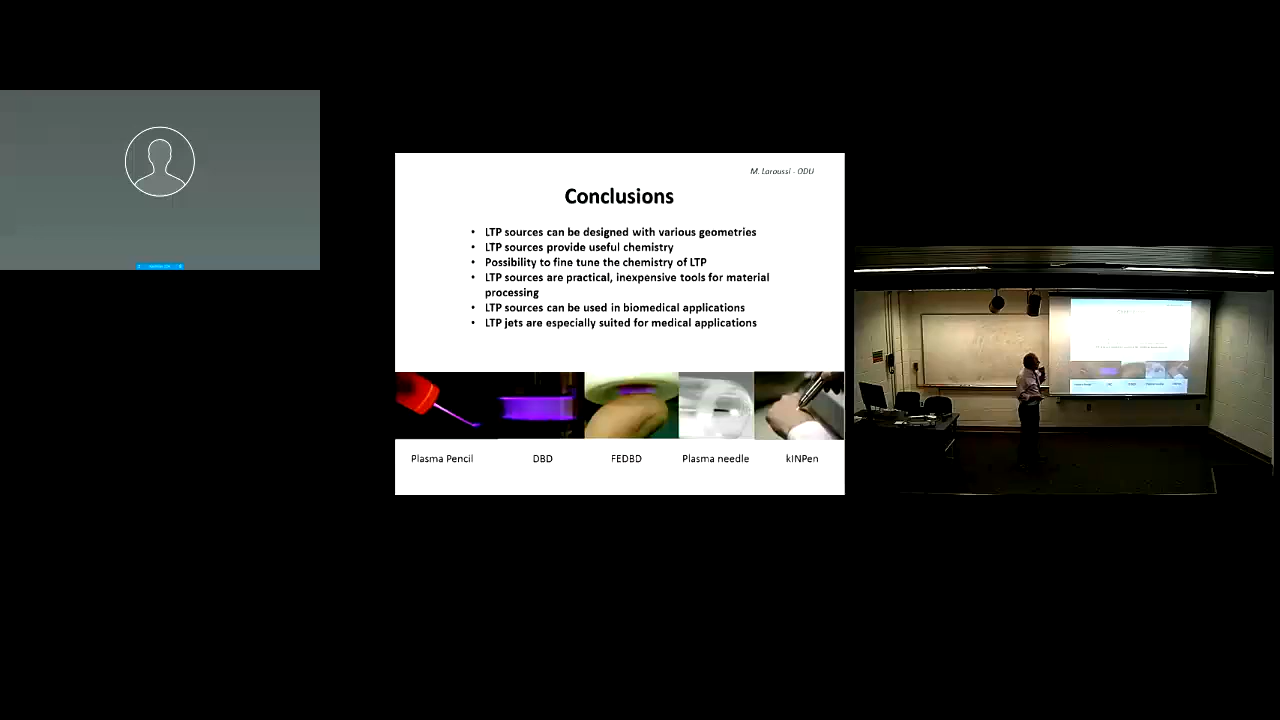 M. Laroussi - ODU
Conclusions
• LTP sources can be designed with various geometries
• LTP sources provide useful chemistry
• Possibility to fine tune the chemistry of LTP
• LTP sources are practical, inexpensive tools for material
processing
• LTP sources can be used in biomedical applications
• LTP jets are especially suited for medical applications
Plasma Pencil DBD FEDBD Plasma needle kINPen